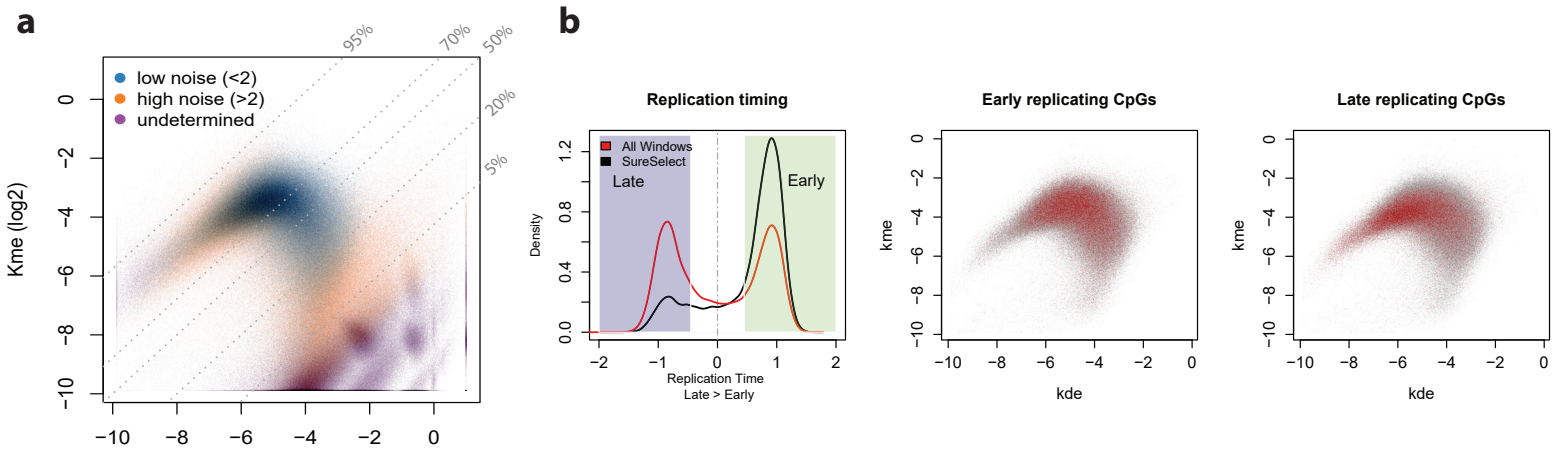 a
95%
70%
50%
20%
5%
low noise (<2)
high noise (>2)
undetermined
Kme (log2)
0
−2
−4
−6
−8
−10
−10 −8 −6 −4 −2 0
b
Replication timing
All Windows
SureSelect
Late
Early
Density
1.2
0.8
0.4
0.0
−2 −1 0 1 2
Replication Time
Late > Early
Early replicating CpGs
kme
0
−2
−4
−6
−8
−10
−10 −8 −6 −4 −2 0
kde
Late replicating CpGs
kme
0
−2
−4
−6
−8
−10
−10 −8 −6 −4 −2 0
kde